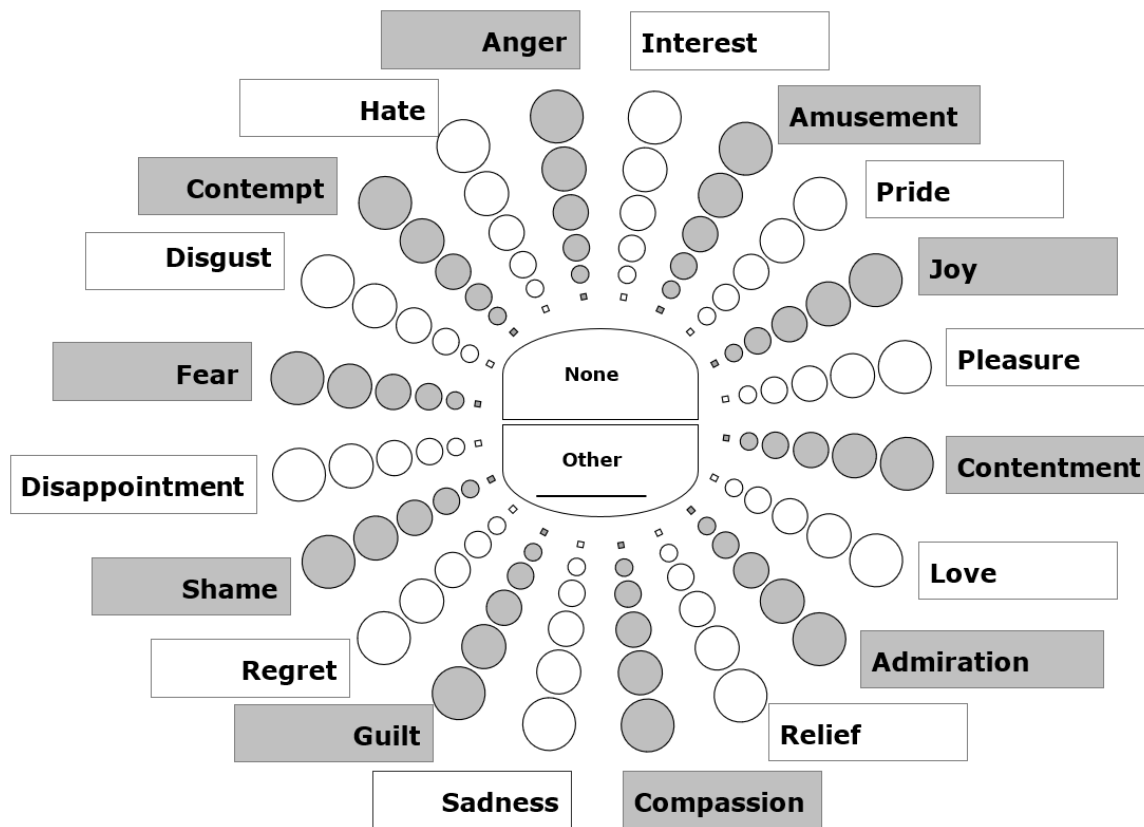 Anger
Interest
Hate
Amusement
Contempt
Pride
Disgust
Joy
Fear
None
Pleasure
Disappointment
Other
Contentment
Shame
Love
Regret
Admiration
Guilt
Relief
Sadness
Compassion